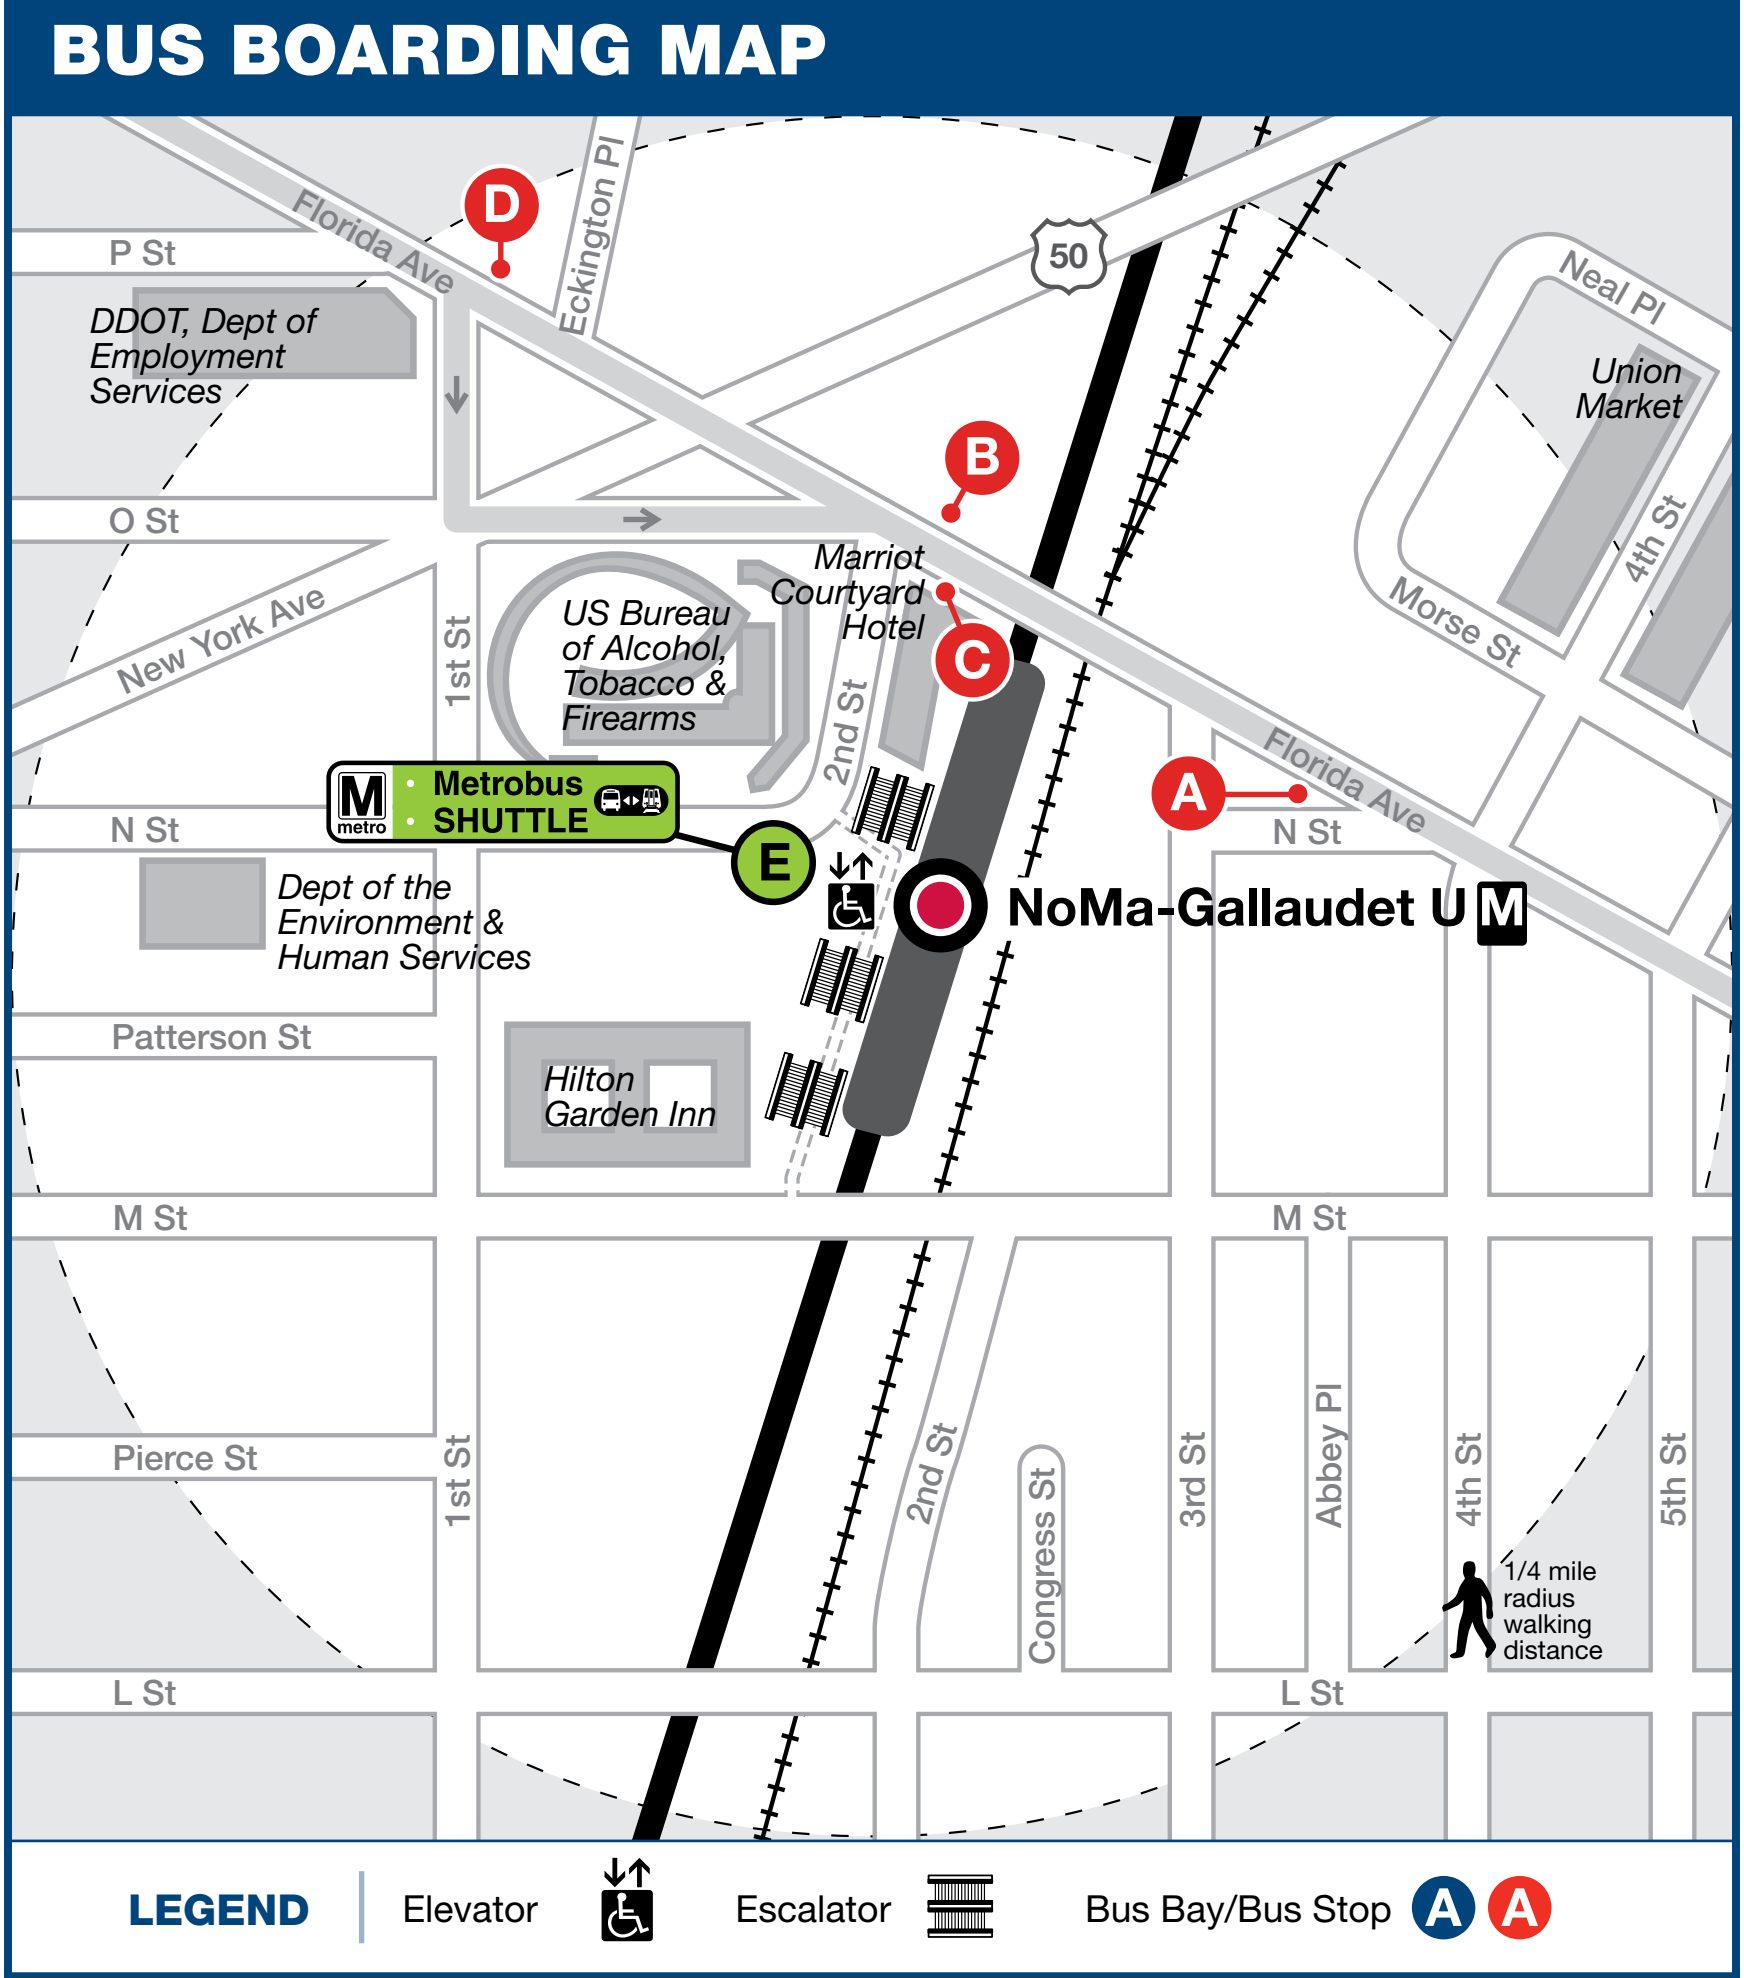 BUS BOARDING MAP
D
Eckington Pl
Florida Ave
P St
50
Neal Pl
DDOT, Dept of
Employment
Services
Union
Market
B
O St
4th St
Marriot
Courtyard
Hotel
New York Ave
1st St
US Bureau
of Alcohol,
Tobacco &
Firearms
Morse St
C
2nd St
Florida Ave
M
metro
· Metrobus
· SHUTTLE
A
N St
N St
E
Dept of the
Environment &
Human Services
NoMa-Gallaudet U M
Patterson St
Hilton
Garden Inn
M St
M St
Pierce St
1st St
2nd St
Congress St
3rd St
Abbey Pl
4th St
5th St
1/4 mile
radius
walking
distance
L St
L St
LEGEND
Elevator
Escalator
Bus Bay/Bus Stop A A